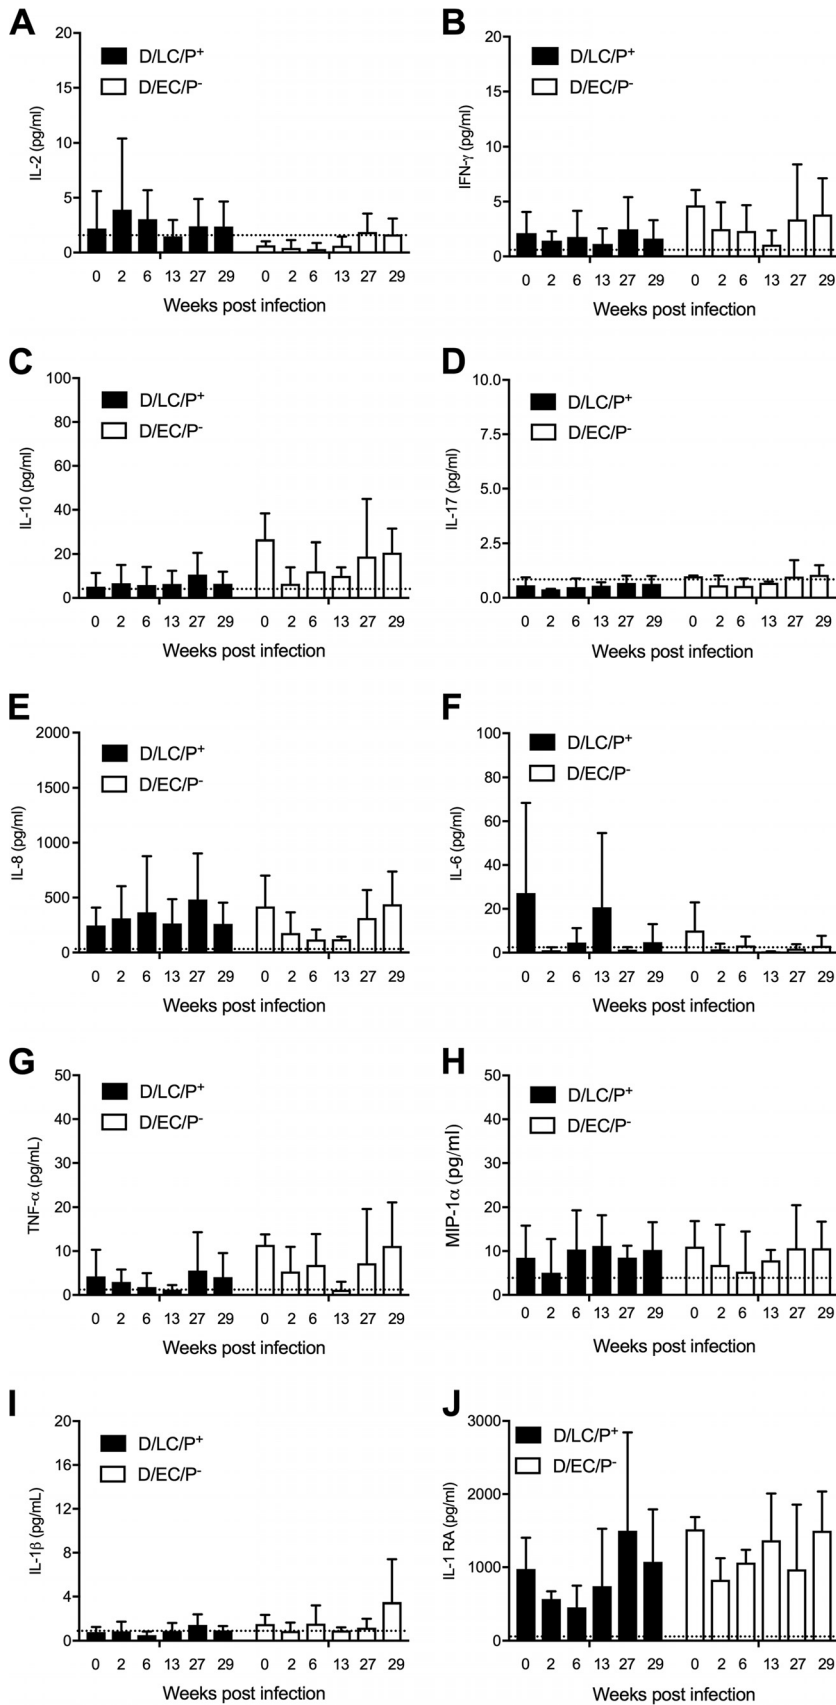 A
20
15
10
5
0
IL-2 (pg/ml)
D/LC/P+
D/EC/P-
0 2 6 13 27 29 0 2 6 13 27 29
Weeks post infection
B
20
15
10
5
0
IFN-γ (pg/ml)
D/LC/P+
D/EC/P-
0 2 6 13 27 29 0 2 6 13 27 29
Weeks post infection
C
100
80
60
40
20
0
IL-10 (pg/ml)
D/LC/P+
D/EC/P-
0 2 6 13 27 29 0 2 6 13 27 29
Weeks post infection
D
10.0
7.5
5.0
2.5
0.0
IL-17 (pg/ml)
D/LC/P+
D/EC/P-
0 2 6 13 27 29 0 2 6 13 27 29
Weeks post infection
E
2000
1500
1000
500
0
IL-8 (pg/ml)
D/LC/P+
D/EC/P-
0 2 6 13 27 29 0 2 6 13 27 29
Weeks post infection
F
100
80
60
40
20
0
IL-6 (pg/ml)
D/LC/P+
D/EC/P-
0 2 6 13 27 29 0 2 6 13 27 29
Weeks post infection
G
50
40
30
20
10
0
TNF-α (pg/mL)
D/LC/P+
D/EC/P-
0 2 6 13 27 29 0 2 6 13 27 29
Weeks post infection
H
50
40
30
20
10
0
MIP-1α (pg/ml)
D/LC/P+
D/EC/P-
0 2 6 13 27 29 0 2 6 13 27 29
Weeks post infection
I
20
16
12
8
4
0
IL-1β (pg/mL)
D/LC/P+
D/EC/P-
0 2 6 13 27 29 0 2 6 13 27 29
Weeks post infection
J
3000
2000
1000
0
IL-1 RA (pg/ml)
D/LC/P+
D/EC/P-
0 2 6 13 27 29 0 2 6 13 27 29
Weeks post infection